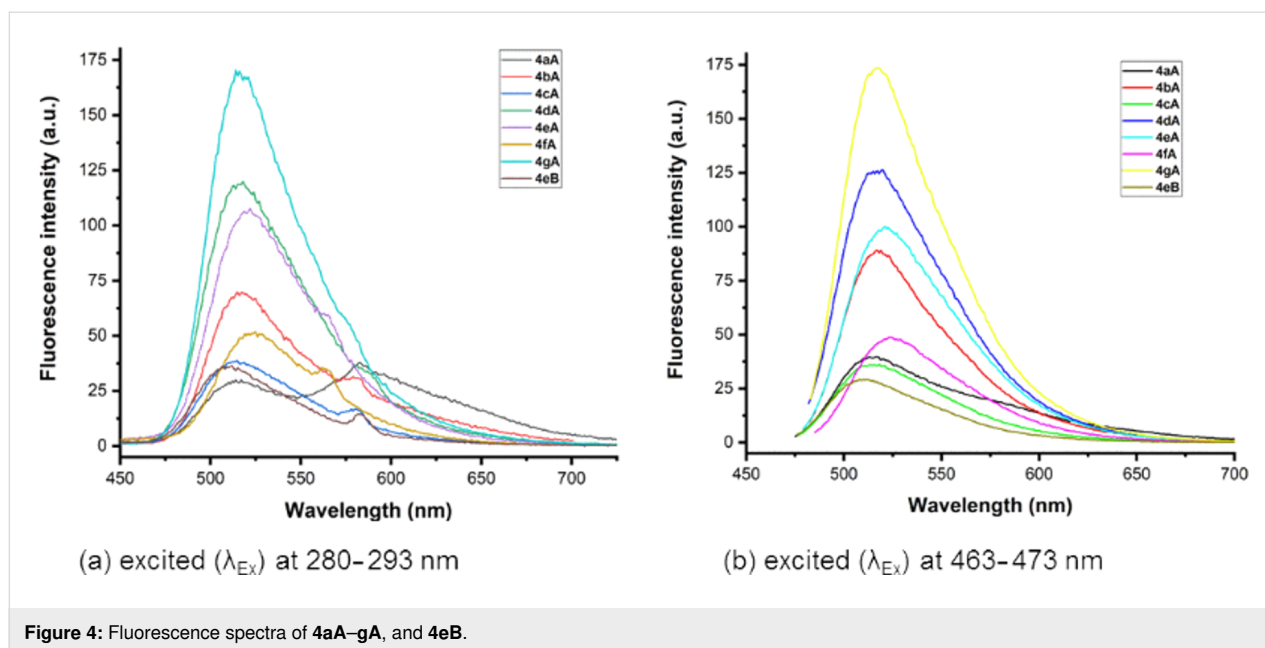 Fluorescence intensity (a.u.)
175
150
125
100
75
50
25
0
450
500
550
600
650
700
Wavelength (nm)
4aA
4bA
4cA
4dA
4eA
4fA
4gA
4eB
(a) excited (λEx) at 280–293 nm
Fluorescence intensity (a.u.)
175
150
125
100
75
50
25
0
450
500
550
600
650
700
Wavelength (nm)
4aA
4bA
4cA
4dA
4eA
4fA
4gA
4eB
(b) excited (λEx) at 463–473 nm
Figure 4: Fluorescence spectra of 4aA–gA, and 4eB.